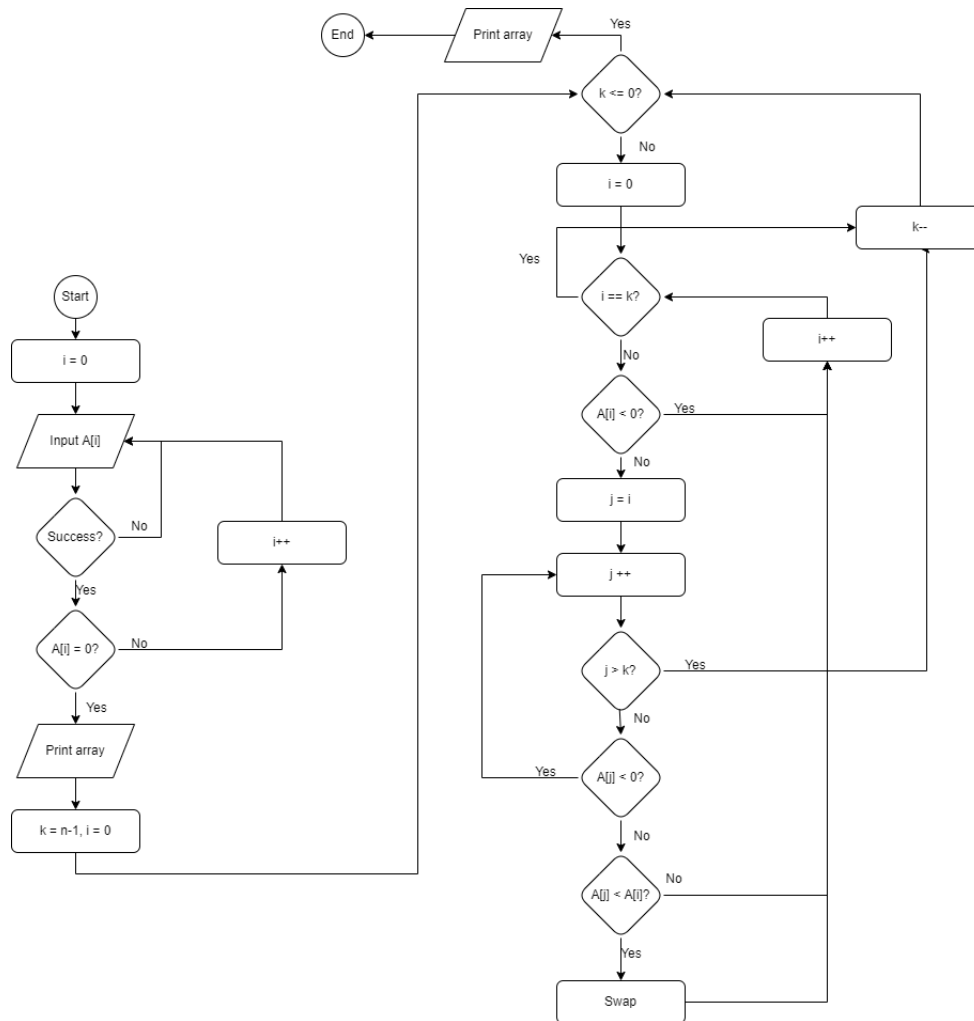 Yes
End
Print array
k <= 0?
No
i = 0
k--
Yes
i == k?
Start
i++
No
i = 0
A[i] < 0?
Yes
Input A[i]
No
j = i
Success?
No
i++
j ++
Yes
A[i] = 0?
No
j > k?
Yes
Yes
No
Print array
Yes
A[j] < 0?
k = n-1, i = 0
No
A[j] < A[i]?
No
Yes
Swap